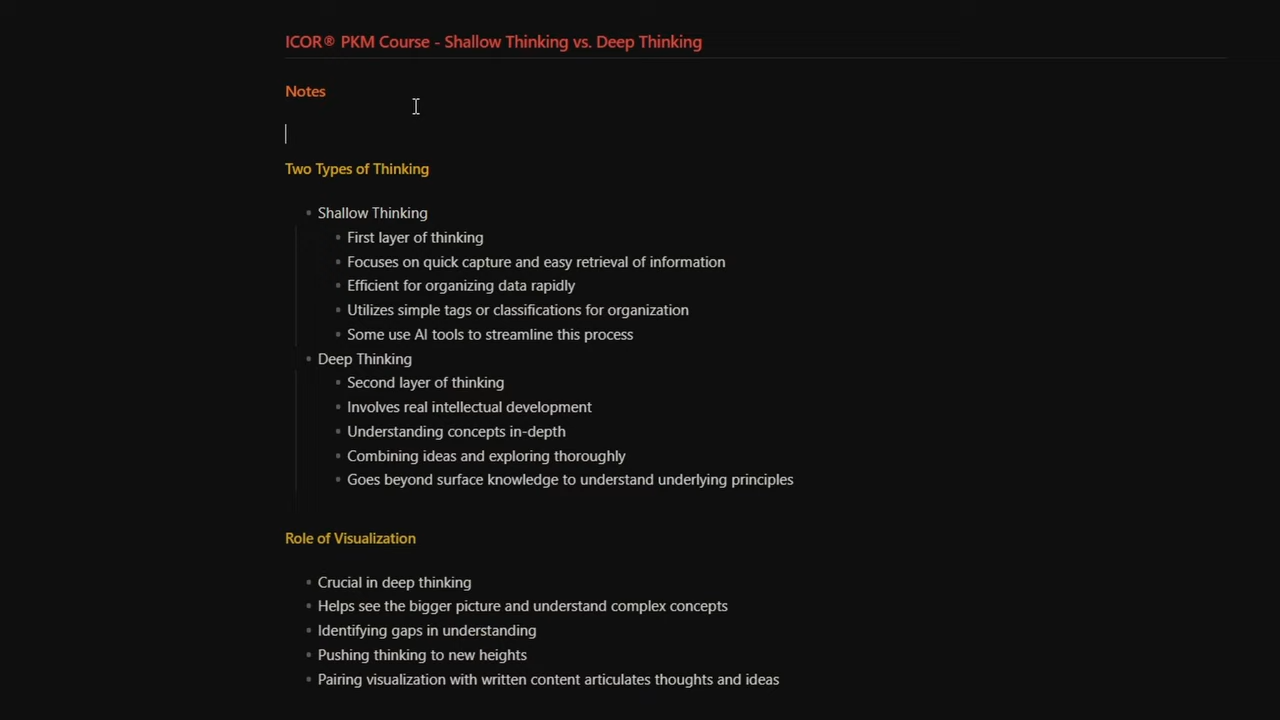 ICOR® PKM Course - Shallow Thinking vs. Deep Thinking
Notes
Two Types of Thinking
Shallow Thinking
First layer of thinking
Focuses on quick capture and easy retrieval of information
Efficient for organizing data rapidly
Utilizes simple tags or classifications for organization
Some use AI tools to streamline this process
Deep Thinking
Second layer of thinking
Involves real intellectual development
Understanding concepts in-depth
Combining ideas and exploring thoroughly
Goes beyond surface knowledge to understand underlying principles
Role of Visualization
Crucial in deep thinking
Helps see the bigger picture and understand complex concepts
Identifying gaps in understanding
Pushing thinking to new heights
Pairing visualization with written content articulates thoughts and ideas